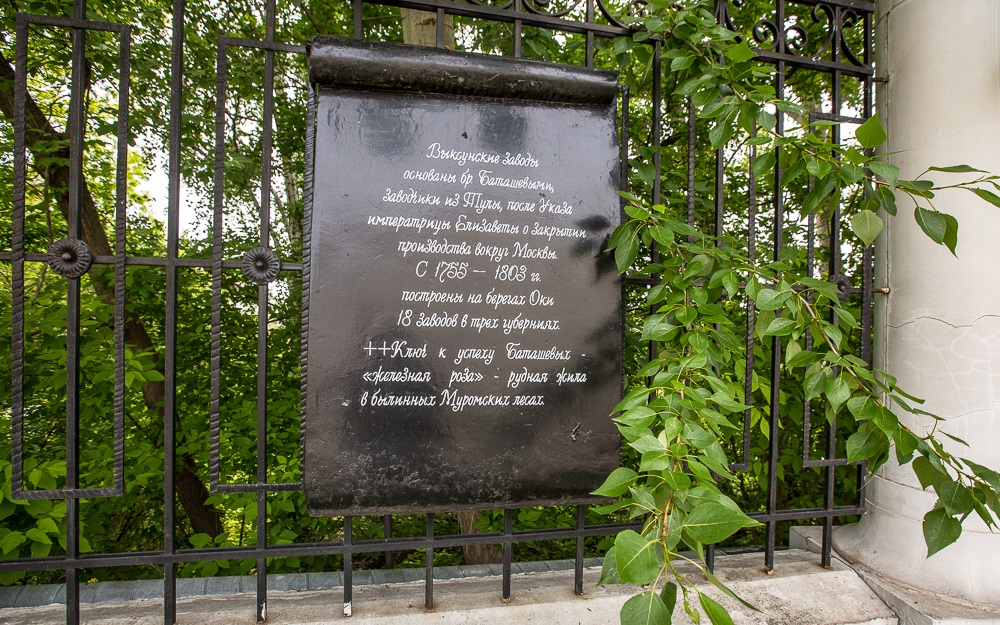 Выксунские заводы
основаны бр. Баташевыми,
заводчики из Тулы, после Указа
императрицы Елизаветы о закрытии
производства вокруг Москвы.
С 1755 — 1803 гг.
построены на берегах Оки
18 заводов в трех губерниях.
++Ключ к успеху Баташевых -
«железная роза» - рудная жила
в былинных Муромских лесах.